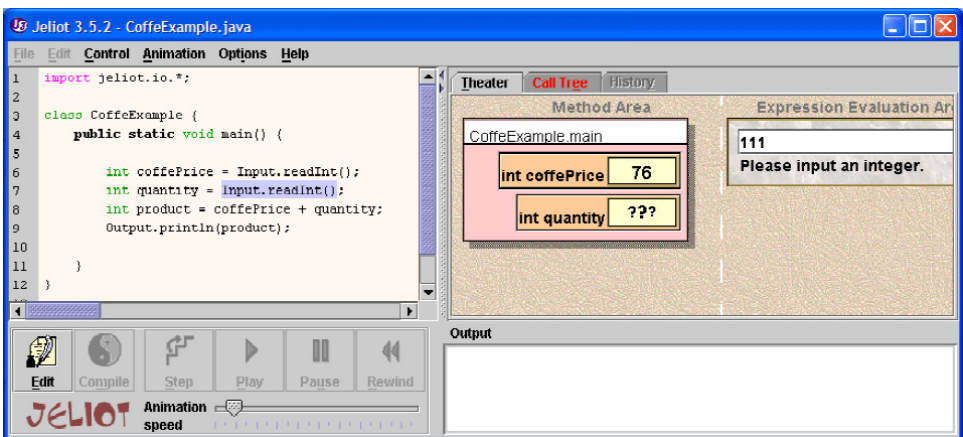 Jeliot 3.5.2 - CoffeExample.java
File Edit Control Animation Options Help
1 import jeliot.io.*;
2
3 class CoffeExample {
4 public static void main() {
5
6 int coffePrice = Input.readInt();
7 int quantity = Input.readInt();
8 int product = coffePrice + quantity;
9 Output.println(product);
10
11 }
12 }
Theater Call Tree History
Method Area
CoffeExample.main
int coffePrice 76
int quantity ???
Expression Evaluation Are
111
Please input an integer.
Edit Compile Step Play Pause Rewind
JELIOT
Animation
speed
Output